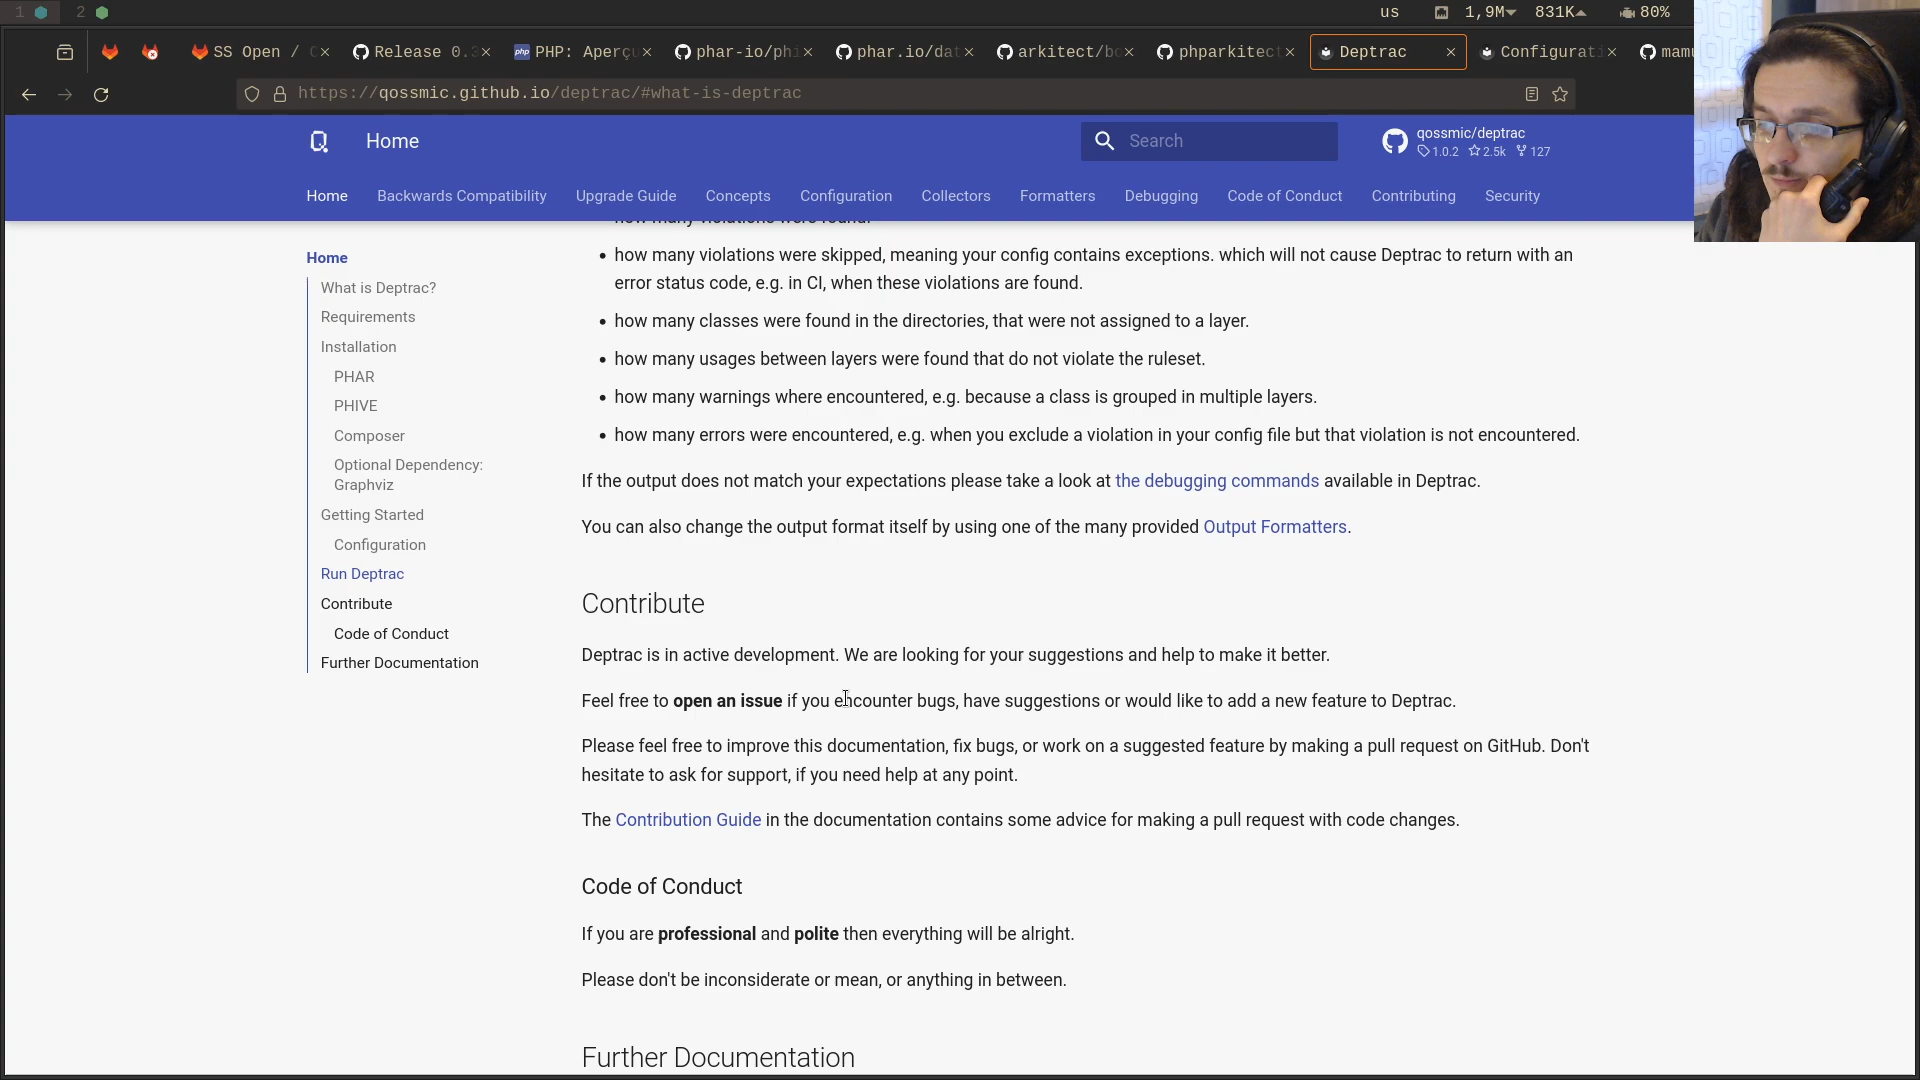 1 2 us 1,9M 831K 80%
SS Open / Release 0. PHP: Aperç phar-io/ph phar.io/dat arkitect/b phparkitect Deptrac Configurat mamu
https://qossmic.github.io/deptrac/#what-is-deptrac
Home
Search
qossmic/deptrac
1.0.2 2.5k 127
Home Backwards Compatibility Upgrade Guide Concepts Configuration Collectors Formatters Debugging Code of Conduct Contributing Security
Home
What is Deptrac?
Requirements
Installation
PHAR
PHIVE
Composer
Optional Dependency:
Graphviz
Getting Started
Configuration
Run Deptrac
Contribute
Code of Conduct
Further Documentation
how many violations were found.
• how many violations were skipped, meaning your config contains exceptions. which will not cause Deptrac to return with an
error status code, e.g. in CI, when these violations are found.
• how many classes were found in the directories, that were not assigned to a layer.
• how many usages between layers were found that do not violate the ruleset.
• how many warnings where encountered, e.g. because a class is grouped in multiple layers.
• how many errors were encountered, e.g. when you exclude a violation in your config file but that violation is not encountered.
If the output does not match your expectations please take a look at the debugging commands available in Deptrac.
You can also change the output format itself by using one of the many provided Output Formatters.
Contribute
Deptrac is in active development. We are looking for your suggestions and help to make it better.
Feel free to open an issue if you encounter bugs, have suggestions or would like to add a new feature to Deptrac.
Please feel free to improve this documentation, fix bugs, or work on a suggested feature by making a pull request on GitHub. Don't
hesitate to ask for support, if you need help at any point.
The Contribution Guide in the documentation contains some advice for making a pull request with code changes.
Code of Conduct
If you are professional and polite then everything will be alright.
Please don't be inconsiderate or mean, or anything in between.
Further Documentation